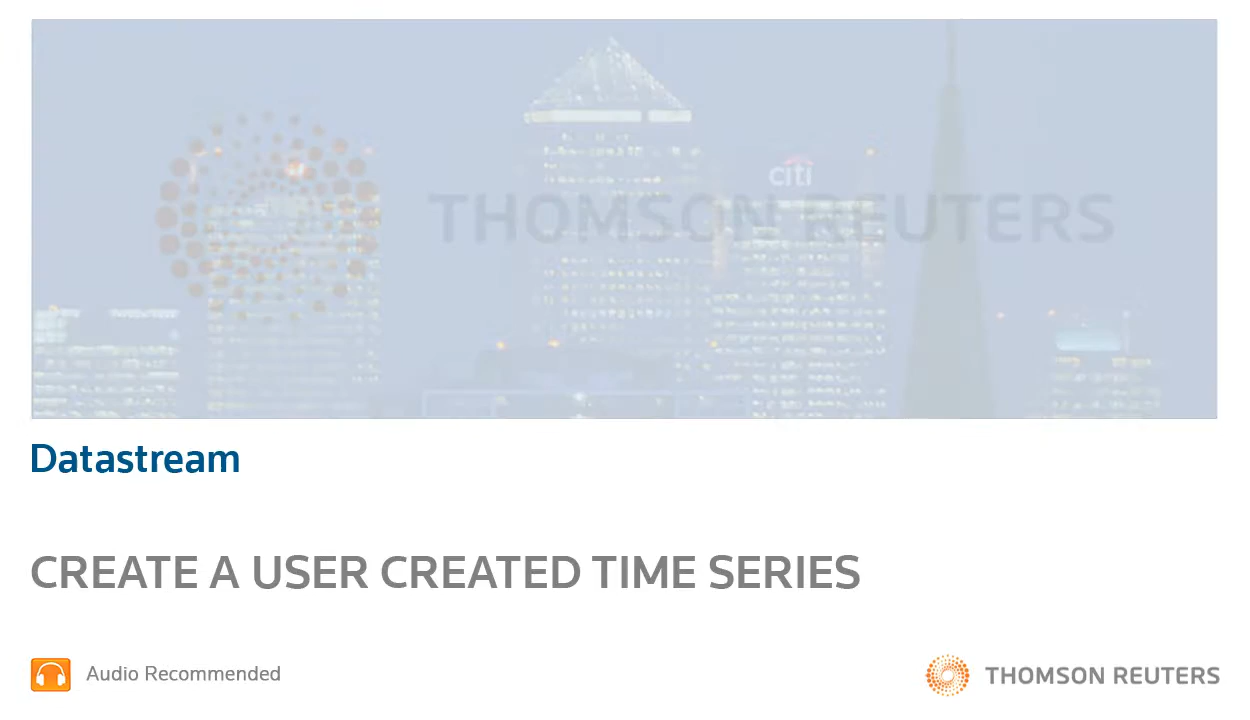 citi
THOMSON REUTERS
Datastream
CREATE A USER CREATED TIME SERIES
Audio Recommended
THOMSON REUTERS